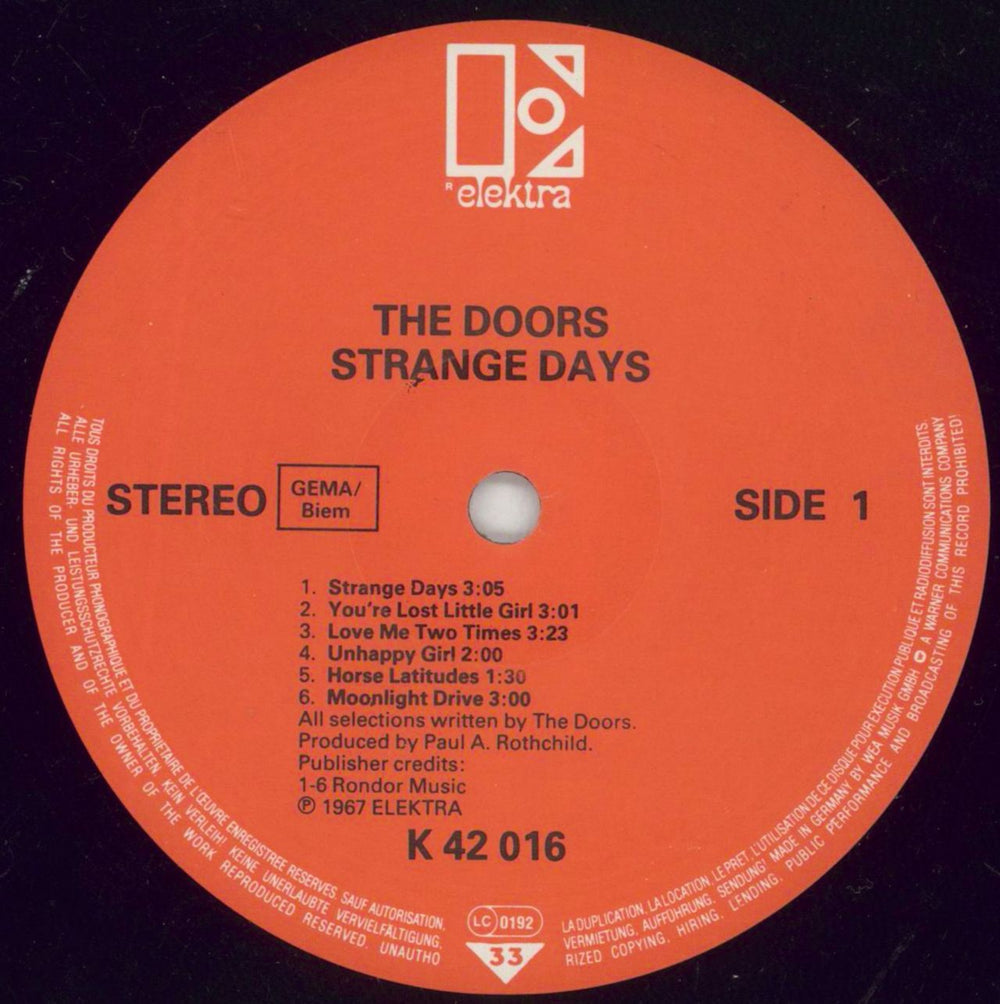 ® elektra
THE DOORS
STRANGE DAYS
STEREO
GEMA/
Biem
SIDE 1
1. Strange Days 3:05
2. You're Lost Little Girl 3:01
3. Love Me Two Times 3:23
4. Unhappy Girl 2:00
5. Horse Latitudes 1:30
6. Moonlight Drive 3:00
All selections written by The Doors.
Produced by Paul A. Rothchild.
Publisher credits:
1-6 Rondor Music
℗ 1967 ELEKTRA
K 42 016
LC 0192
33
TOUS DROITS DU PRODUCTEUR PHONOGRAPHIQUE ET DU PROPRIETAIRE DE L'ŒUVRE ENREGISTREE RESERVES. SAUF AUTORISATION, LA DUPLICATION, LA LOCATION, LE PRET, L'UTILISATION DE CE DISQUE POUR EXECUTION PUBLIQUE ET RADIODIFFUSION SONT INTERDITS.
ALLE URHEBER- UND LEISTUNGSSCHUTZRECHTE VORBEHALTEN. KEIN VERLEIH! KEINE UNERLAUBTE VERVIELFÄLTIGUNG, VERMIETUNG, AUFFÜHRUNG, SENDUNG! MADE IN GERMANY BY WEA MUSIK GMBH A WARNER COMMUNICATIONS COMPANY
ALL RIGHTS OF THE PRODUCER AND OF THE OWNER OF THE WORK REPRODUCED RESERVED. UNAUTHORIZED COPYING, HIRING, LENDING, PUBLIC PERFORMANCE AND BROADCASTING OF THIS RECORD PROHIBITED!